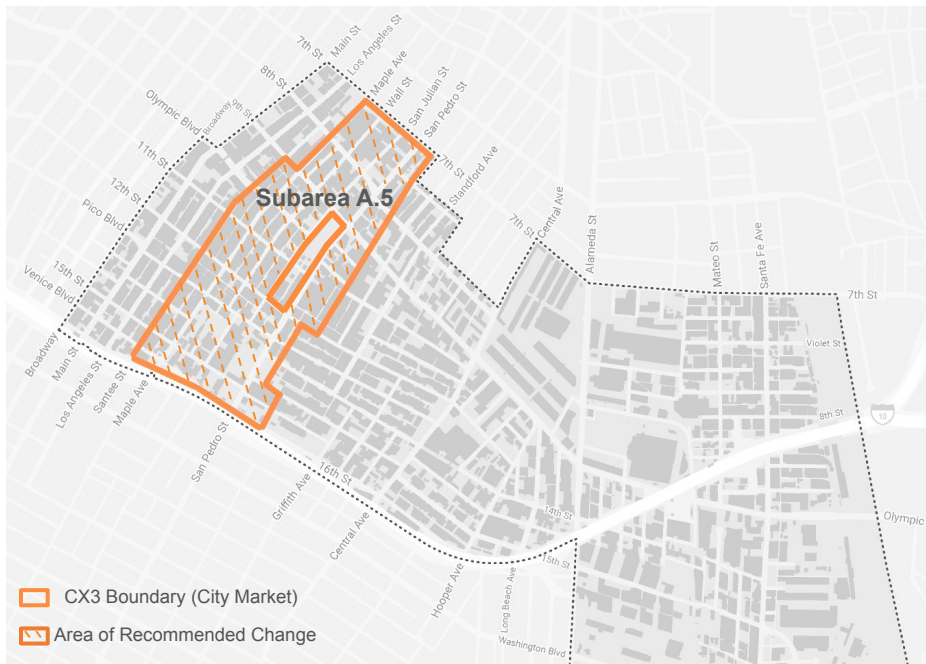 7th St
Main St
Los Angeles St
8th St
Maple Ave
Wall St
San Julian St
San Pedro St
Olympic Blvd
Broadway
9th St
11th St
7th St
Standford Ave
12th St
Subarea A.5
Pico Blvd
7th St
Central Ave
Alameda St
Mateo St
Santa Fe Ave
15th St
Venice Blvd
7th St
Broadway
Main St
Los Angeles St
Santee St
Maple Ave
Violet St
8th St
10
San Pedro St
16th St
Griffith Ave
Central Ave
14th St
Olympic
15th St
Hooper Ave
Long Beach Ave
Washington Blvd
CX3 Boundary (City Market)
Area of Recommended Change